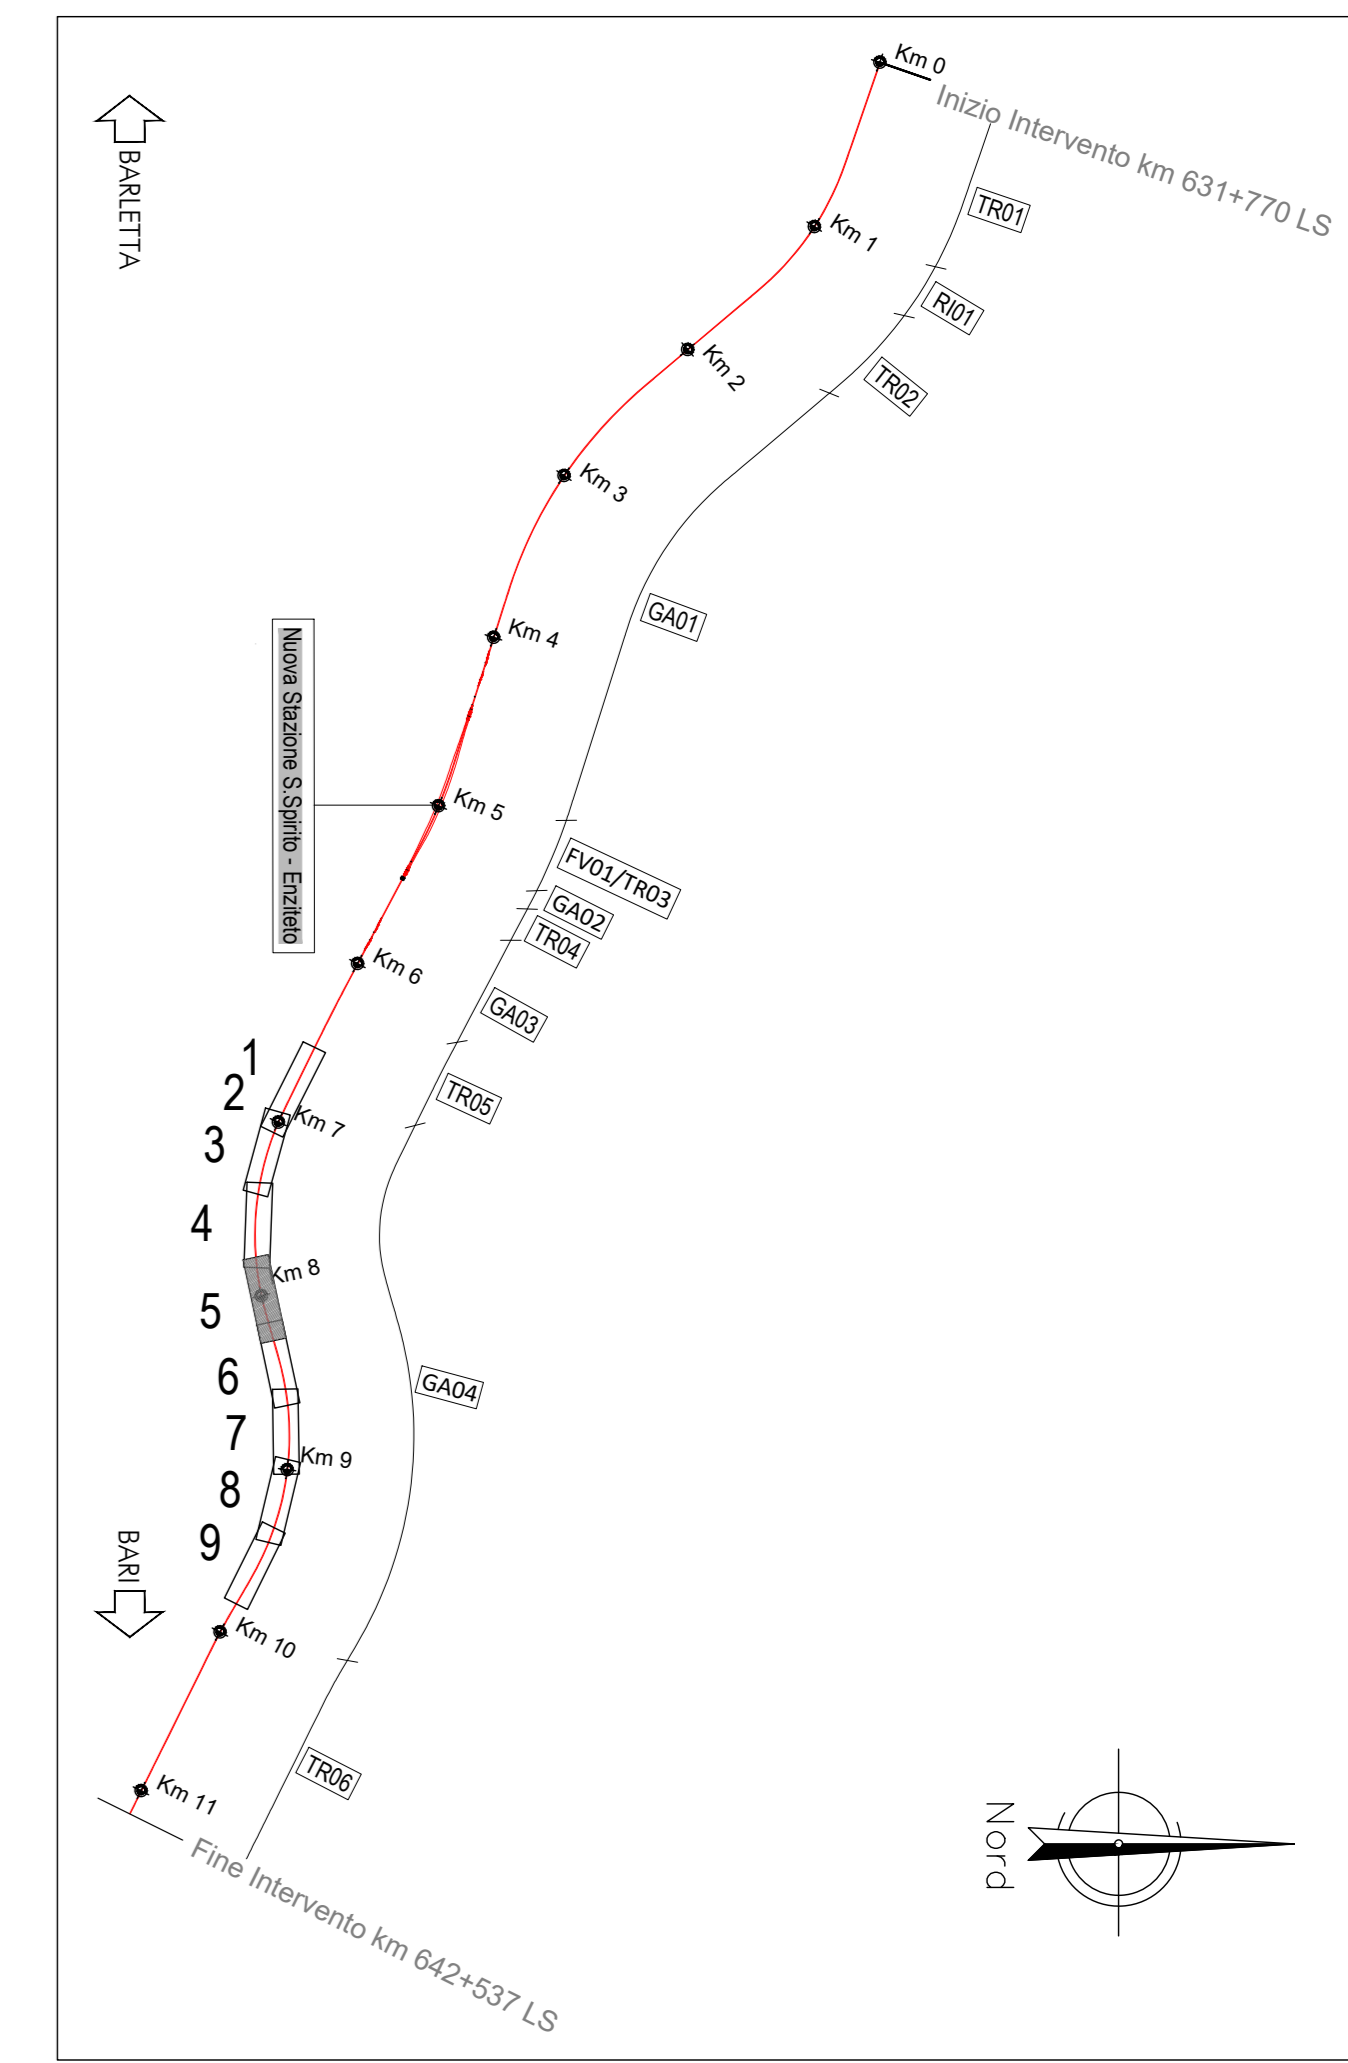 Km 0
Inizio Intervento km 631+770 LS
BARLETTA
TR01
Km 1
RI01
Km 2
TR02
Km 3
GA01
Km 4
Nuova Stazione S.Spirito - Enziteto
Km 5
FV01/TR03
GA02
TR04
Km 6
GA03
1
2
TR05
Km 7
3
4
Km 8
5
6
GA04
7
Km 9
8
9
BARI
Km 10
TR06
Km 11
Fine Intervento km 642+537 LS
Nord